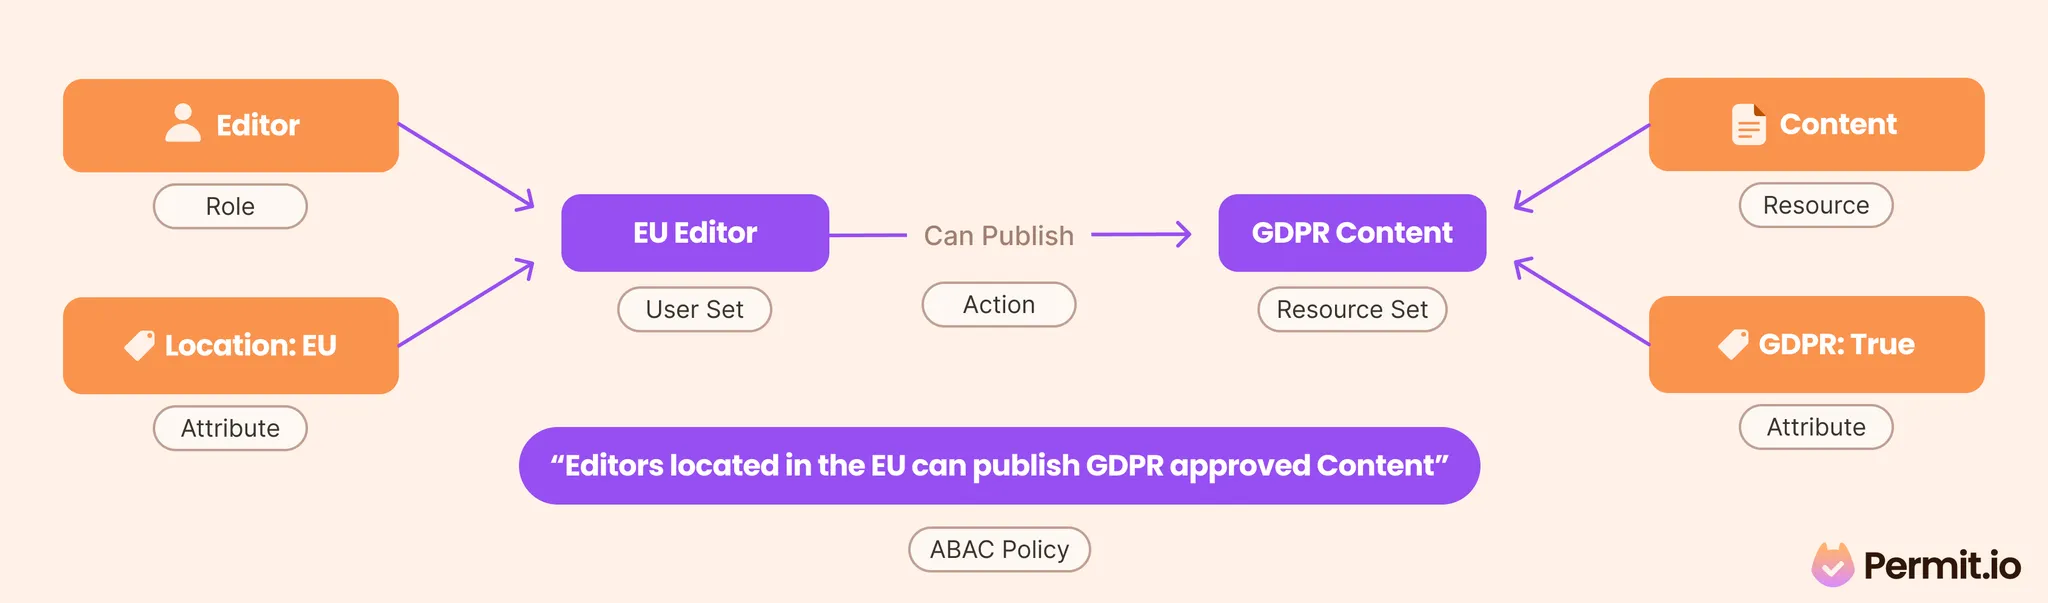 Editor
Role
Location: EU
Attribute
EU Editor
User Set
Can Publish
Action
GDPR Content
Resource Set
Content
Resource
GDPR: True
Attribute
“Editors located in the EU can publish GDPR approved Content”
ABAC Policy
Permit.io